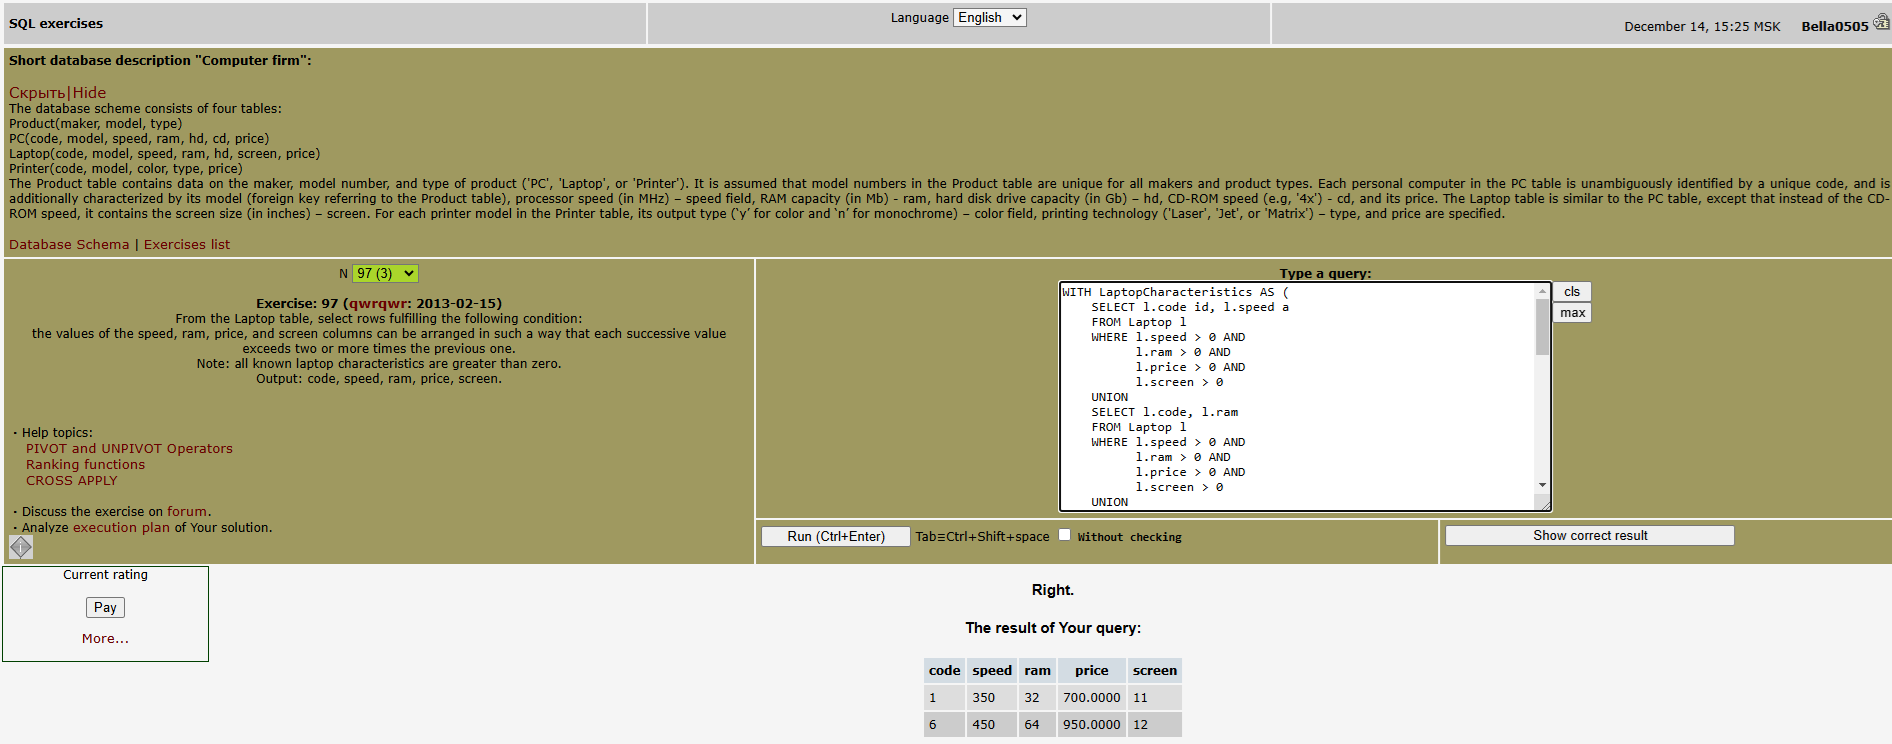 SQL exercises
Language English
December 14, 15:25 MSK Bella0505
Short database description "Computer firm":
Скрыть|Hide
The database scheme consists of four tables:
Product(maker, model, type)
PC(code, model, speed, ram, hd, cd, price)
Laptop(code, model, speed, ram, hd, screen, price)
Printer(code, model, color, type, price)
The Product table contains data on the maker, model number, and type of product ('PC', 'Laptop', or 'Printer'). It is assumed that model numbers in the Product table are unique for all makers and product types. Each personal computer in the PC table is unambiguously identified by a unique code, and is
additionally characterized by its model (foreign key referring to the Product table), processor speed (in MHz) – speed field, RAM capacity (in Mb) - ram, hard disk drive capacity (in Gb) – hd, CD-ROM speed (e.g, '4x') - cd, and its price. The Laptop table is similar to the PC table, except that instead of the CD-
ROM speed, it contains the screen size (in inches) – screen. For each printer model in the Printer table, its output type (‘y’ for color and ‘n’ for monochrome) – color field, printing technology ('Laser', 'Jet', or 'Matrix') – type, and price are specified.
Database Schema | Exercises list
N 97 (3)
Exercise: 97 (qwrqwr: 2013-02-15)
From the Laptop table, select rows fulfilling the following condition:
the values of the speed, ram, price, and screen columns can be arranged in such a way that each successive value
exceeds two or more times the previous one.
Note: all known laptop characteristics are greater than zero.
Output: code, speed, ram, price, screen.
· Help topics:
PIVOT and UNPIVOT Operators
Ranking functions
CROSS APPLY
· Discuss the exercise on forum.
· Analyze execution plan of Your solution.
Type a query:
WITH LaptopCharacteristics AS (
SELECT l.code id, l.speed a
FROM Laptop l
WHERE l.speed > 0 AND
l.ram > 0 AND
l.price > 0 AND
l.screen > 0
UNION
SELECT l.code, l.ram
FROM Laptop l
WHERE l.speed > 0 AND
l.ram > 0 AND
l.price > 0 AND
l.screen > 0
UNION
cls
max
Run (Ctrl+Enter) Tab≡Ctrl+Shift+space Without checking
Show correct result
Current rating
Pay
More...
Right.
The result of Your query:
code speed ram price screen
1 350 32 700.0000 11
6 450 64 950.0000 12